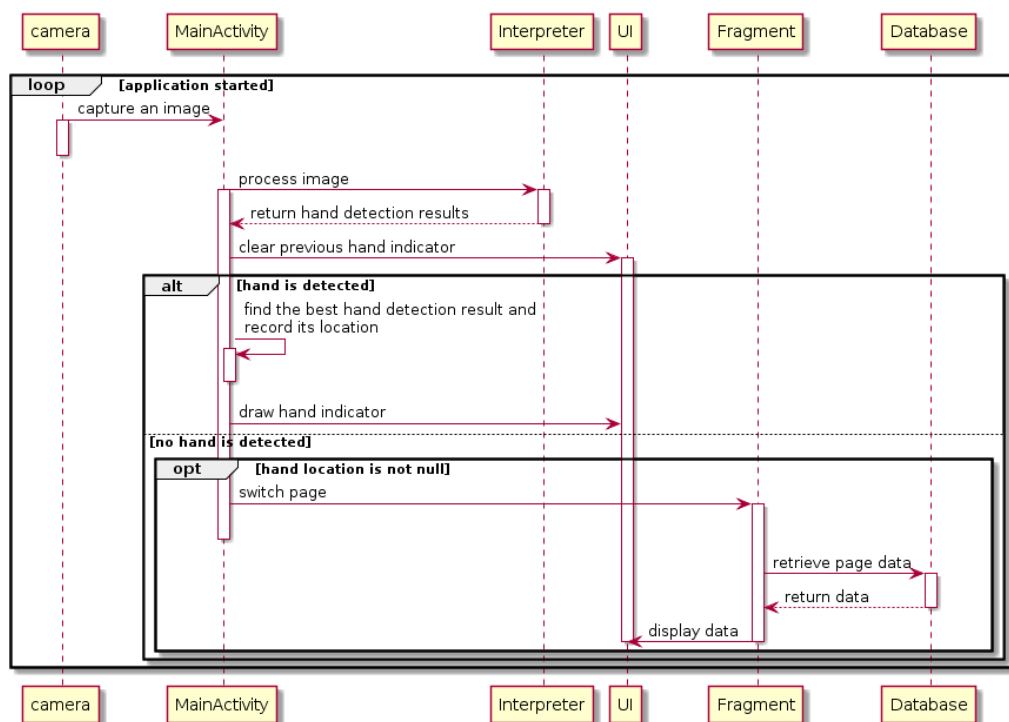 camera
MainActivity
Interpreter
UI
Fragment
Database
loop
[application started]
capture an image
process image
return hand detection results
clear previous hand indicator
alt
[hand is detected]
find the best hand detection result and
record its location
draw hand indicator
[no hand is detected]
opt
[hand location is not null]
switch page
retrieve page data
return data
display data
camera
MainActivity
Interpreter
UI
Fragment
Database